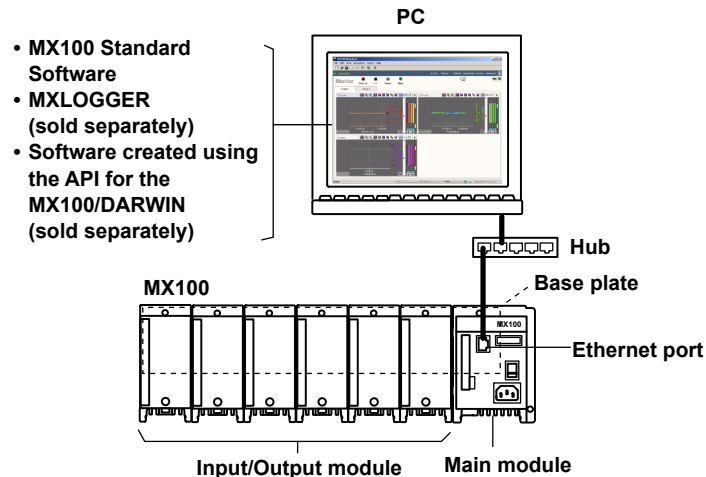 PC
• MX100 Standard
Software
• MXLOGGER
(sold separately)
• Software created using
the API for the
MX100/DARWIN
(sold separately)
Monitor
Hub
Base plate
MX100
MX100
Ethernet port
Input/Output module
Main module